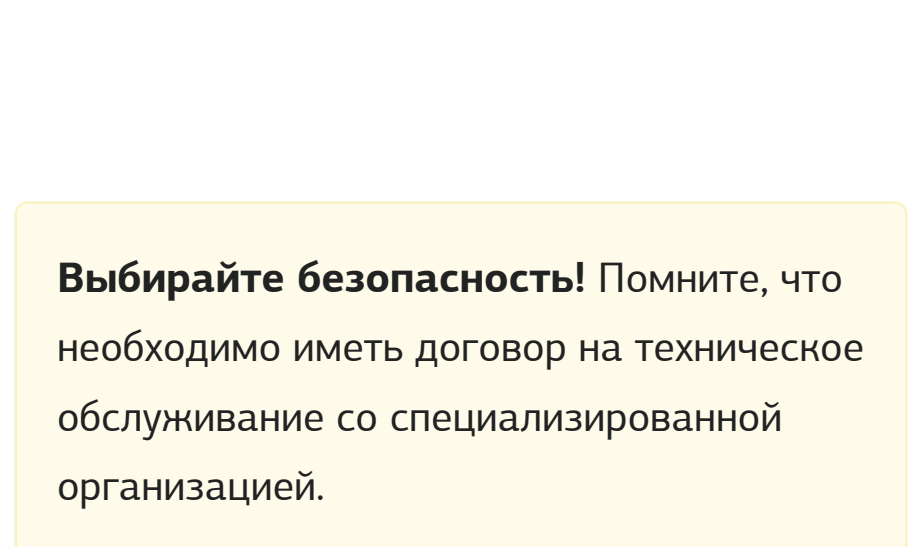 Выбирайте безопасность! Помните, что
необходимо иметь договор на техническое
обслуживание со специализированной
организацией.